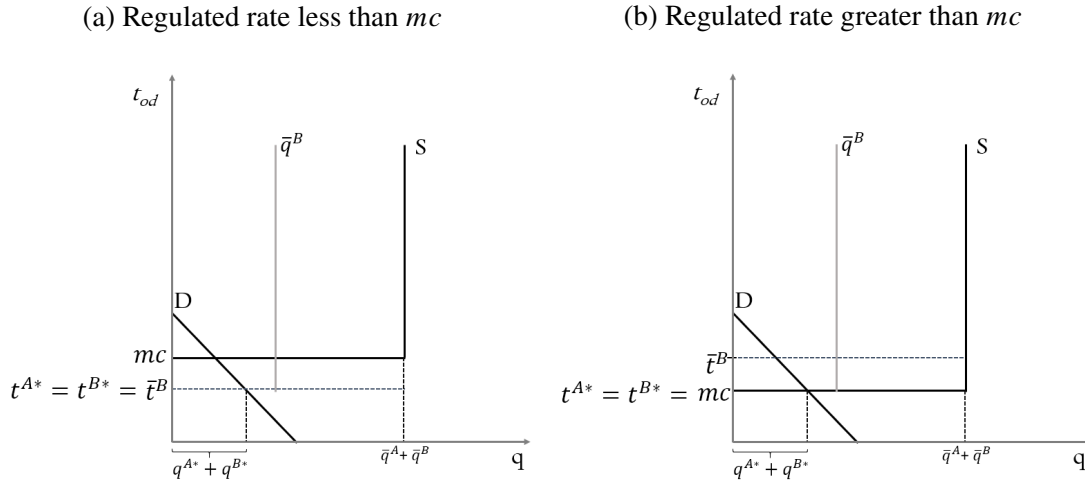 (a) Regulated rate less than mc
t_od
q̄^B
S
D
mc
t^A* = t^B* = t̄^B
q^A* + q^B*
q̄^A + q̄^B
q
(b) Regulated rate greater than mc
t_od
q̄^B
S
D
t̄^B
t^A* = t^B* = mc
q^A* + q^B*
q̄^A + q̄^B
q